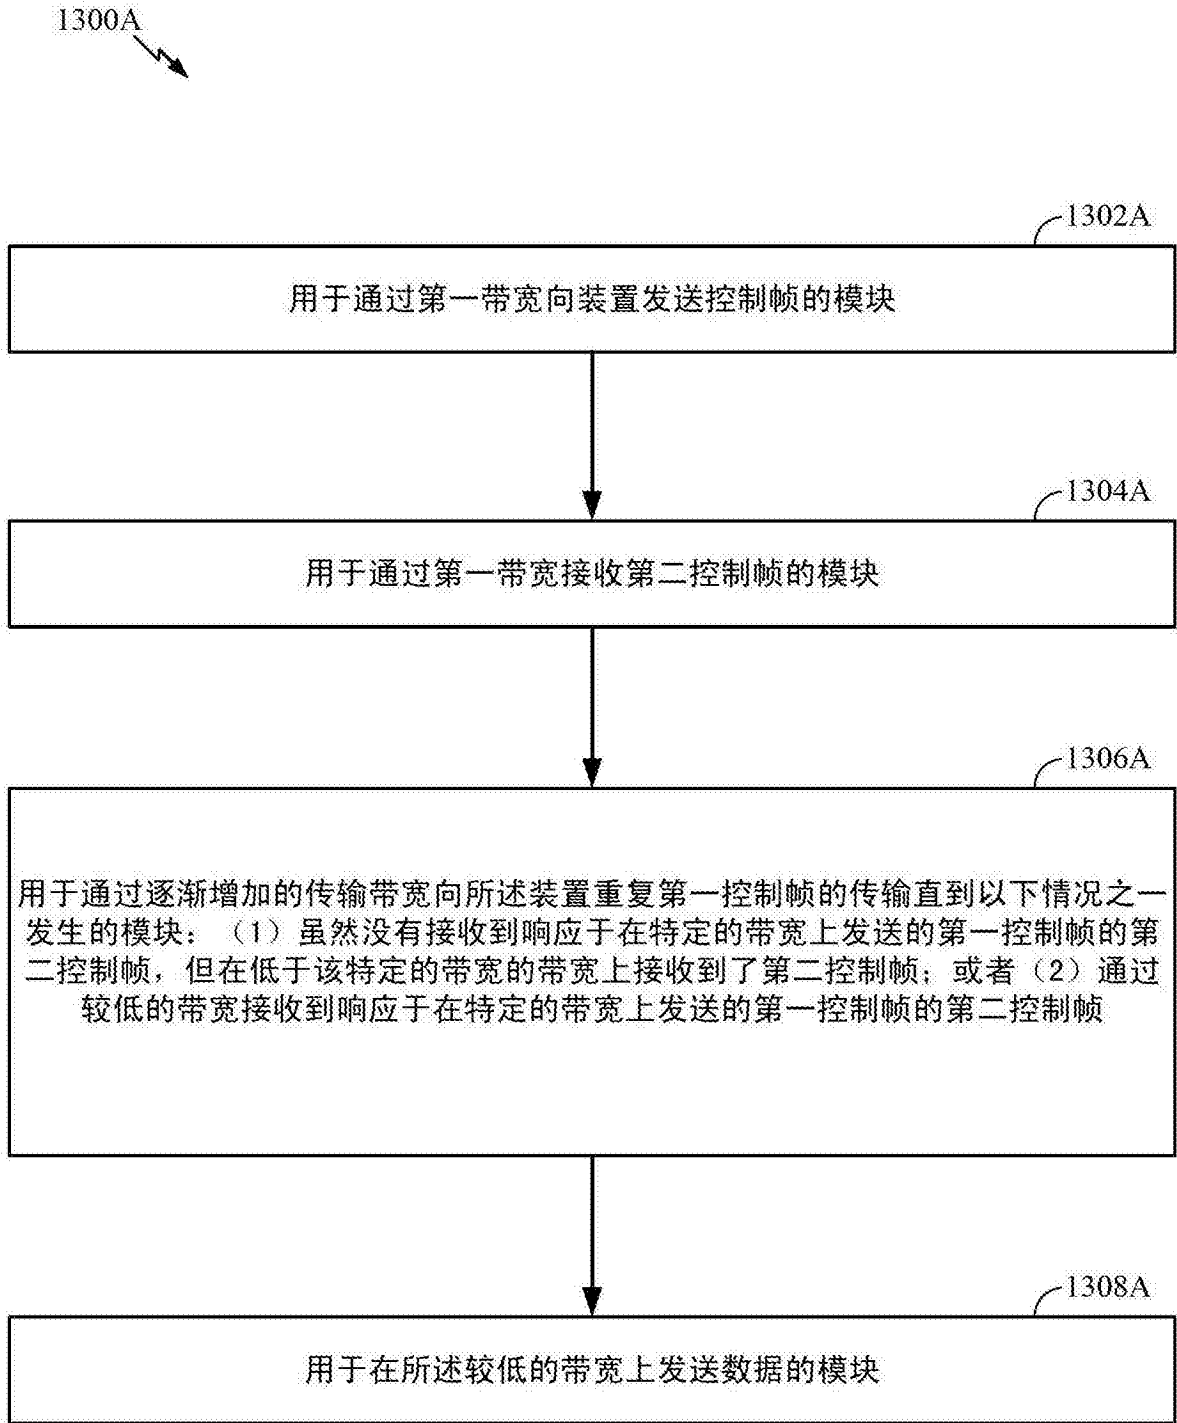 1300A
1302A
用于通过第一带宽向装置发送控制帧的模块
1304A
用于通过第一带宽接收第二控制帧的模块
1306A
用于通过逐渐增加的传输带宽向所述装置重复第一控制帧的传输直到以下情况之一
发生的模块：（1）虽然没有接收到响应于在特定的带宽上发送的第一控制帧的第
二控制帧，但在低于该特定的带宽的带宽上接收到了第二控制帧；或者（2）通过
较低的带宽接收到响应于在特定的带宽上发送的第一控制帧的第二控制帧
1308A
用于在所述较低的带宽上发送数据的模块